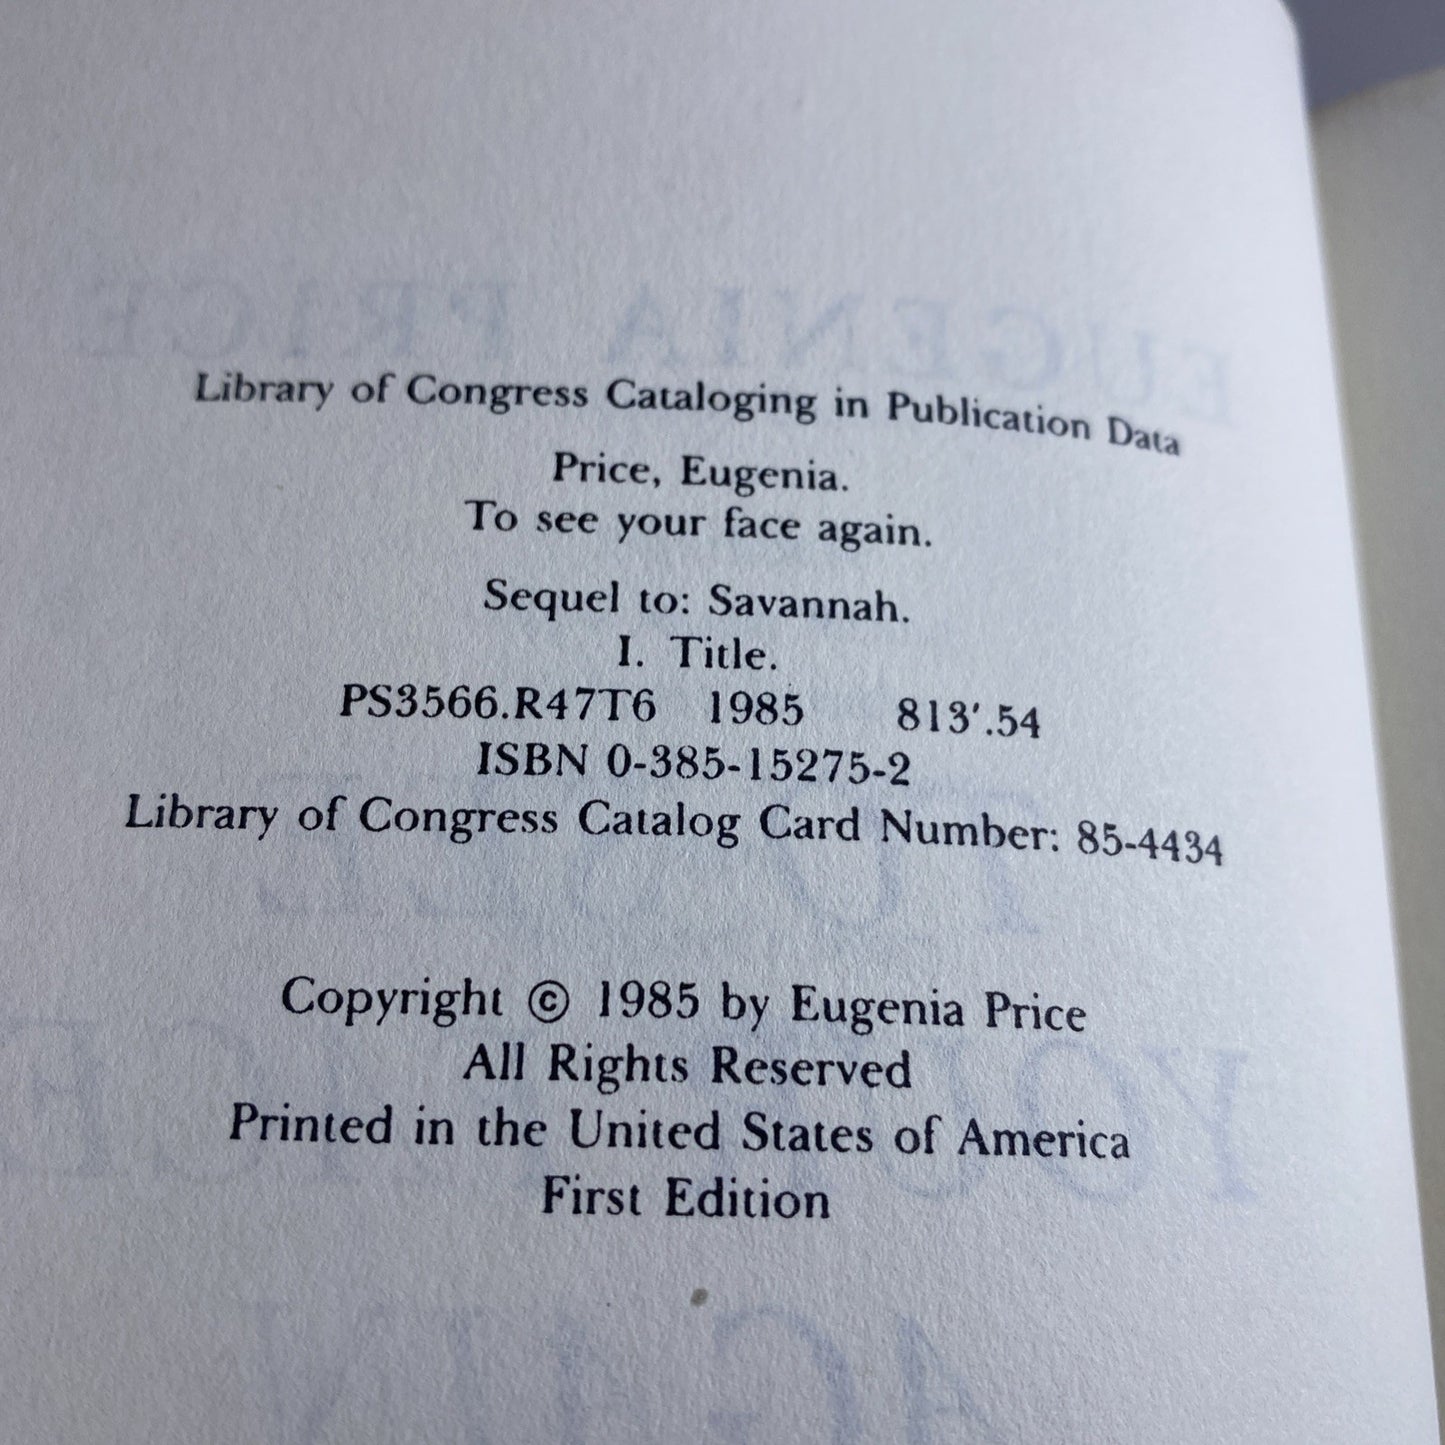 Library of Congress Cataloging in Publication Data
Price, Eugenia.
To see your face again.
Sequel to: Savannah.
I. Title.
PS3566.R47T6 1985 813'.54
ISBN 0-385-15275-2
Library of Congress Catalog Card Number: 85-4434
Copyright © 1985 by Eugenia Price
All Rights Reserved
Printed in the United States of America
First Edition